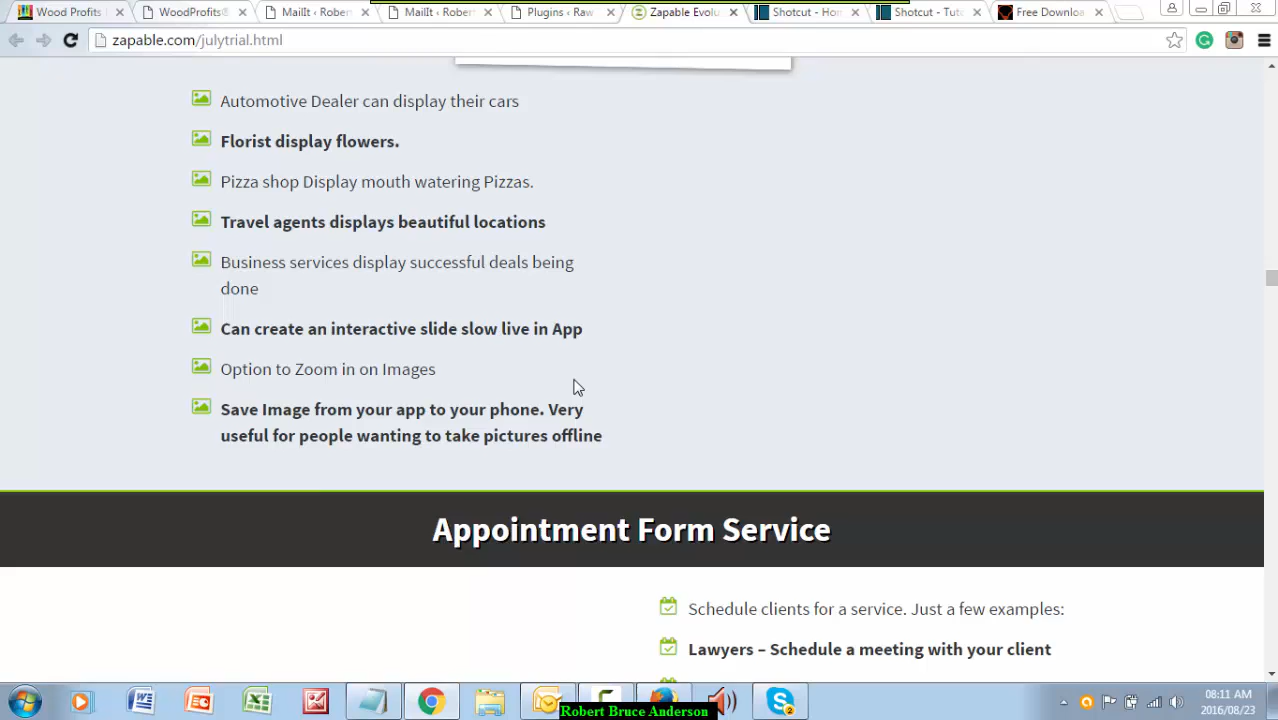 Wood Profits
WoodProfits®
MailIt ‹ Rober
MailIt ‹ Rober
Plugins ‹ Raw
Zapable Evolu
Shotcut - Hom
Shotcut - Tuto
Free Downloa
zapable.com/julytrial.html
Automotive Dealer can display their cars
Florist display flowers.
Pizza shop Display mouth watering Pizzas.
Travel agents displays beautiful locations
Business services display successful deals being
done
Can create an interactive slide slow live in App
Option to Zoom in on Images
Save Image from your app to your phone. Very
useful for people wanting to take pictures offline
Appointment Form Service
Schedule clients for a service. Just a few examples:
Lawyers – Schedule a meeting with your client
08:11 AM
2016/08/23
Robert Bruce Anderson